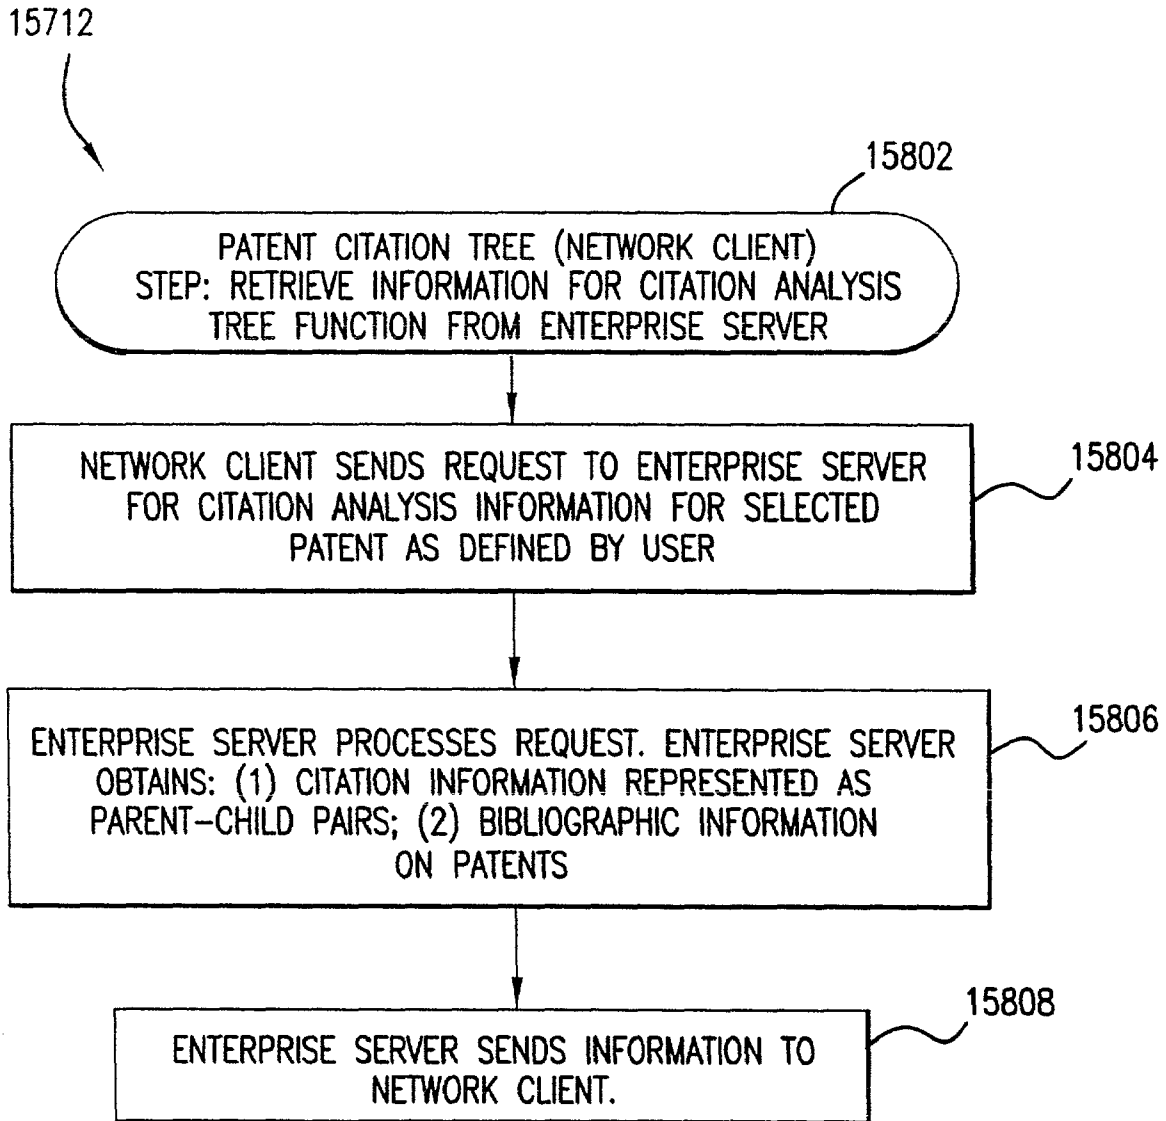 15712
15802
PATENT CITATION TREE (NETWORK CLIENT)
STEP: RETRIEVE INFORMATION FOR CITATION ANALYSIS
TREE FUNCTION FROM ENTERPRISE SERVER
15804
NETWORK CLIENT SENDS REQUEST TO ENTERPRISE SERVER
FOR CITATION ANALYSIS INFORMATION FOR SELECTED
PATENT AS DEFINED BY USER
15806
ENTERPRISE SERVER PROCESSES REQUEST. ENTERPRISE SERVER
OBTAINS: (1) CITATION INFORMATION REPRESENTED AS
PARENT-CHILD PAIRS; (2) BIBLIOGRAPHIC INFORMATION
ON PATENTS
15808
ENTERPRISE SERVER SENDS INFORMATION TO
NETWORK CLIENT.